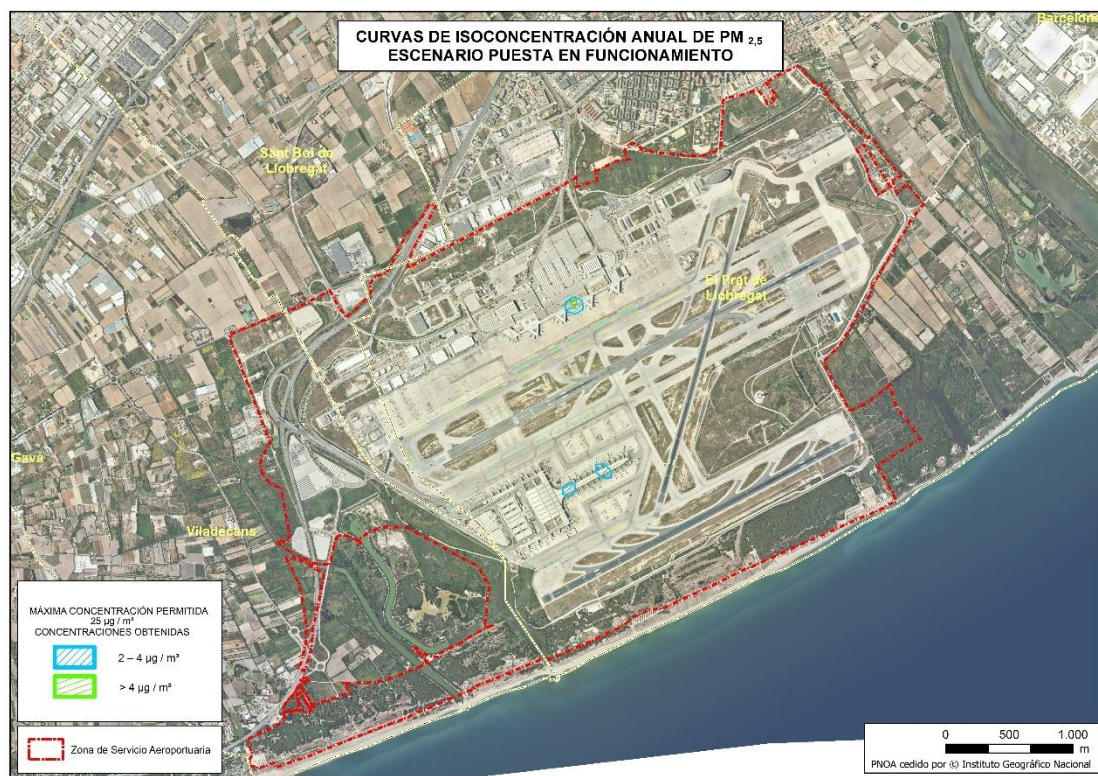 CURVAS DE ISOCONCENTRACIÓN ANUAL DE PM 2,5
ESCENARIO PUESTA EN FUNCIONAMIENTO
Barcelona
Sant Boi de
Llobregat
El Prat de
Llobregat
Gavà
Viladecans
MÁXIMA CONCENTRACIÓN PERMITIDA
25 µg / m³
CONCENTRACIONES OBTENIDAS
2 – 4 µg / m³
> 4 µg / m³
Zona de Servicio Aeroportuaria
0 500 1.000
m
PNOA cedido por © Instituto Geográfico Nacional